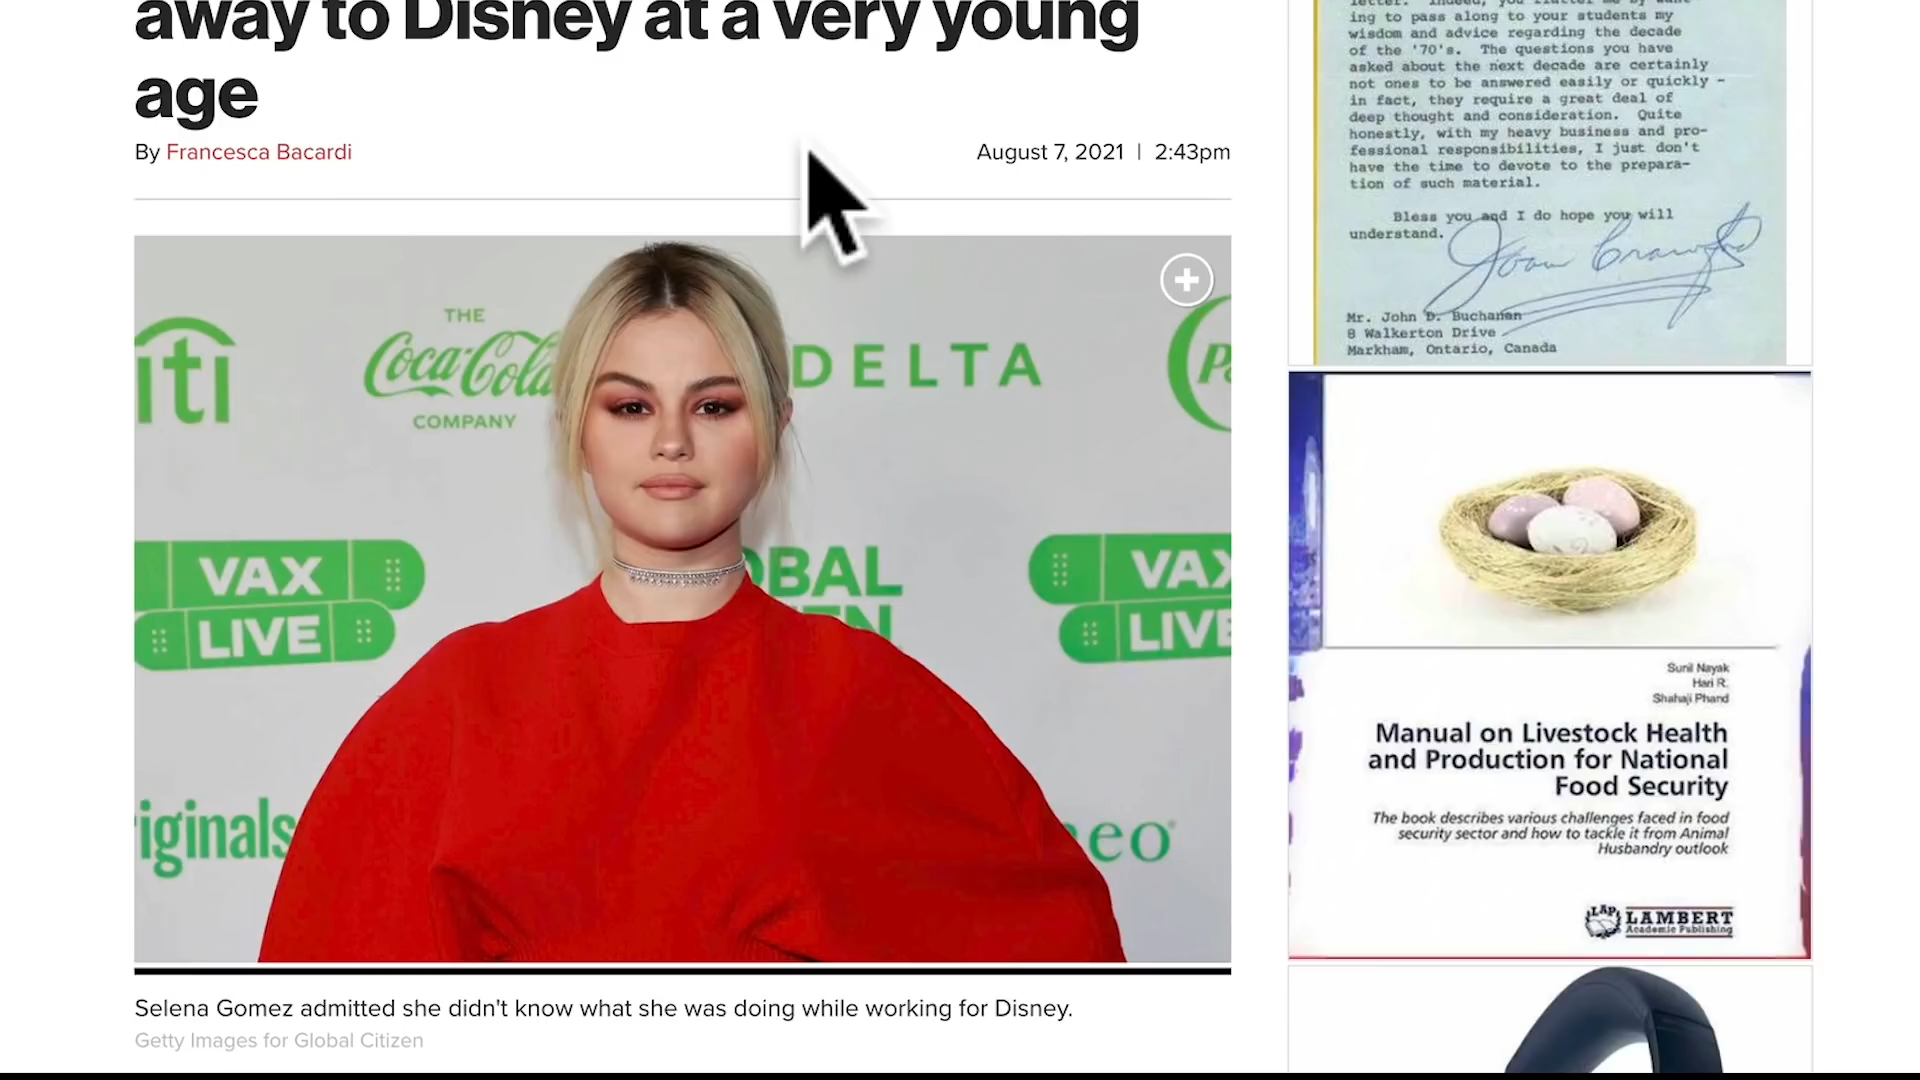 away to Disney at a very young
age
By Francesca Bacardi
August 7, 2021 | 2:43pm
iti
THE
Coca-Cola
COMPANY
DELTA
VAX
LIVE
OBAL
EN
VAX
LIVE
iginals
eo
Selena Gomez admitted she didn't know what she was doing while working for Disney.
Getty Images for Global Citizen
ing to pass along to your students my
wisdom and advice regarding the decade
of the '70's. The questions you have
asked about the next decade are certainly
not ones to be answered easily or quickly -
in fact, they require a great deal of
deep thought and consideration. Quite
honestly, with my heavy business and pro-
fessional responsibilities, I just don't
have the time to devote to the prepara-
tion of such material.
Bless you and I do hope you will
understand.
Joan Crawford
Mr. John D. Buchanan
8 Walkerton Drive
Markham, Ontario, Canada
Sunil Nayak
Hari R.
Shahaji Phand
Manual on Livestock Health
and Production for National
Food Security
The book describes various challenges faced in food
security sector and how to tackle it from Animal
Husbandry outlook
LAP
LAMBERT
Academic Publishing